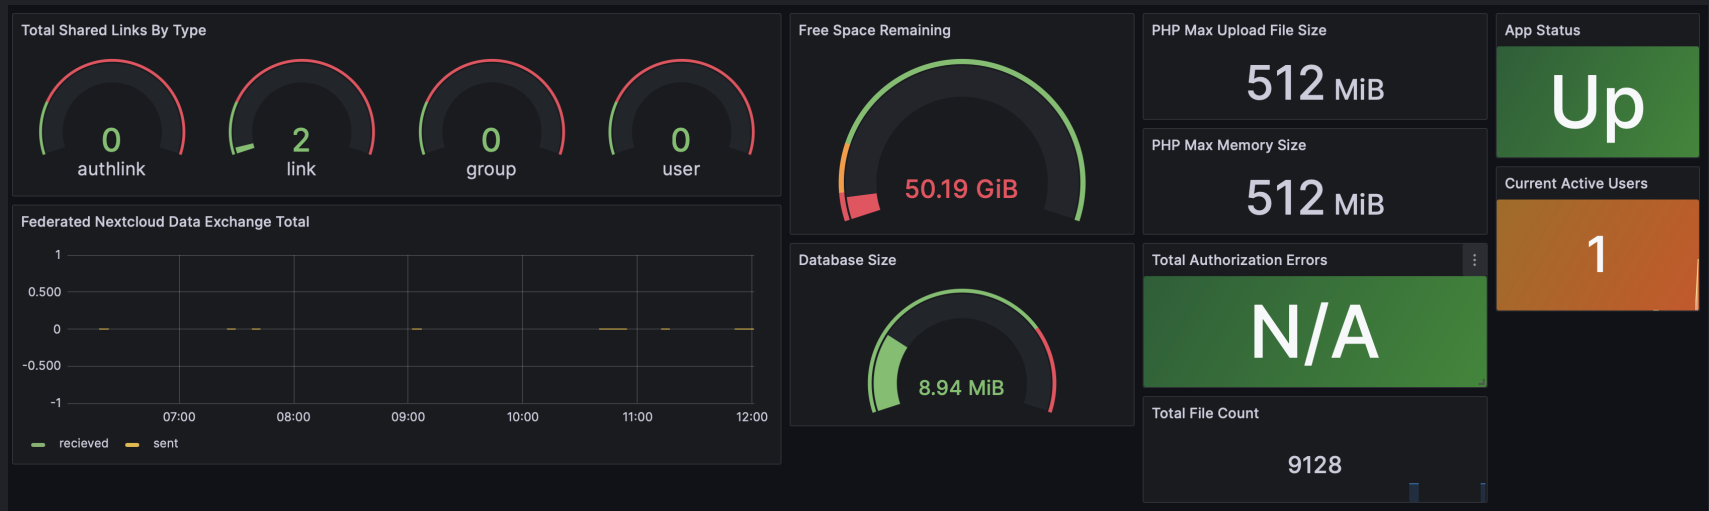 Total Shared Links By Type
0
authlink
2
link
0
group
0
user
Federated Nextcloud Data Exchange Total
1
0.500
0
-0.500
-1
07:00
08:00
09:00
10:00
11:00
12:00
recieved
sent
Free Space Remaining
50.19 GiB
Database Size
8.94 MiB
PHP Max Upload File Size
512 MiB
PHP Max Memory Size
512 MiB
Total Authorization Errors
N/A
Total File Count
9128
App Status
Up
Current Active Users
1